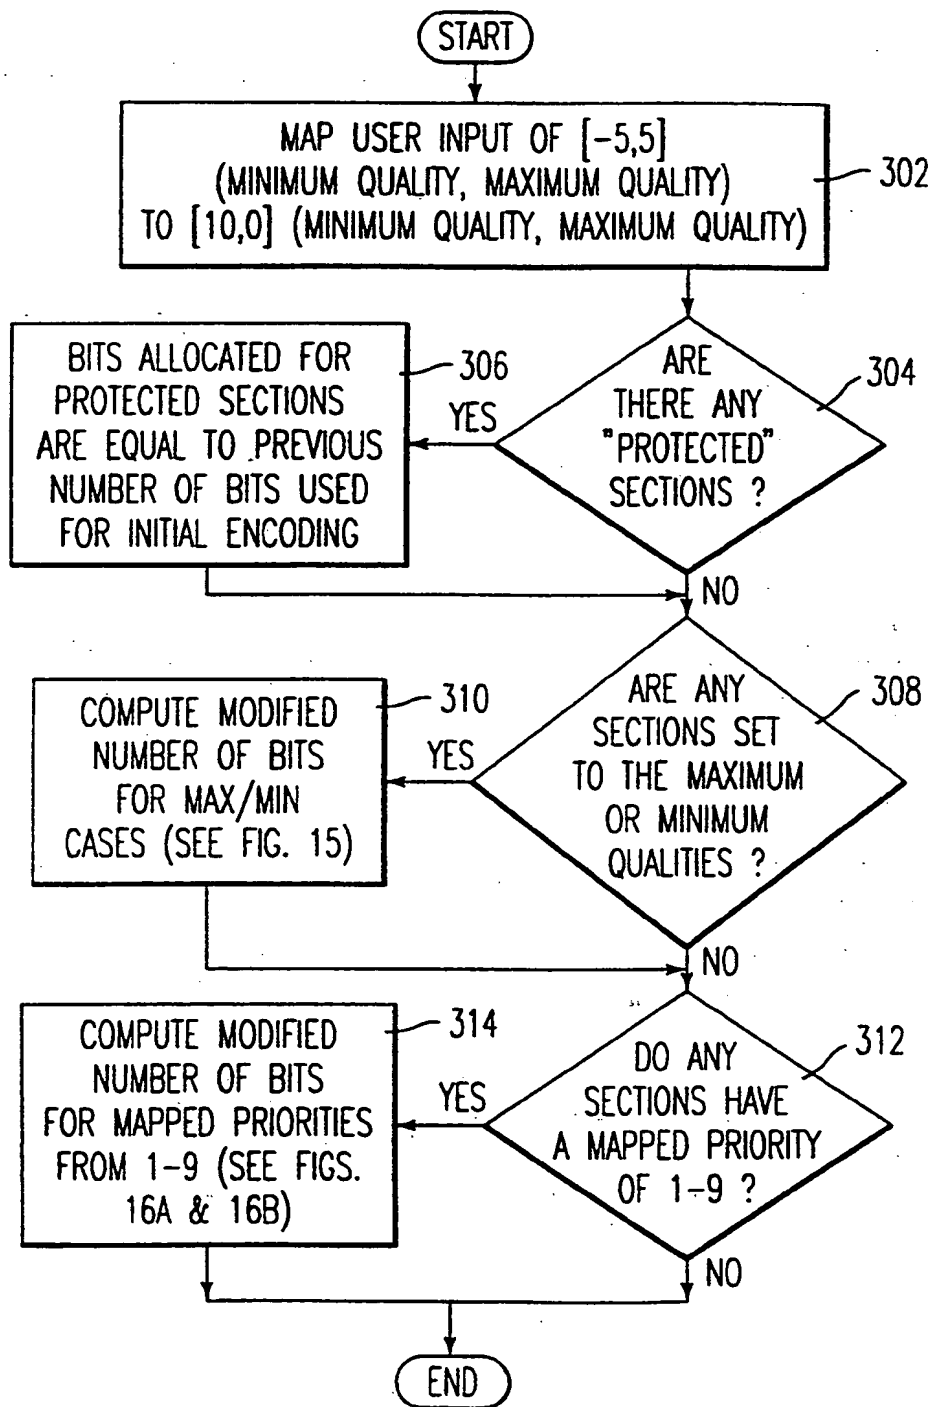 START
MAP USER INPUT OF [-5,5]
(MINIMUM QUALITY, MAXIMUM QUALITY)
TO [10,0] (MINIMUM QUALITY, MAXIMUM QUALITY)
302
ARE
THERE ANY
"PROTECTED"
SECTIONS ?
304
YES
BITS ALLOCATED FOR
PROTECTED SECTIONS
ARE EQUAL TO PREVIOUS
NUMBER OF BITS USED
FOR INITIAL ENCODING
306
NO
ARE ANY
SECTIONS SET
TO THE MAXIMUM
OR MINIMUM
QUALITIES ?
308
YES
COMPUTE MODIFIED
NUMBER OF BITS
FOR MAX/MIN
CASES (SEE FIG. 15)
310
NO
DO ANY
SECTIONS HAVE
A MAPPED PRIORITY
OF 1-9 ?
312
YES
COMPUTE MODIFIED
NUMBER OF BITS
FOR MAPPED PRIORITIES
FROM 1-9 (SEE FIGS.
16A & 16B)
314
NO
END